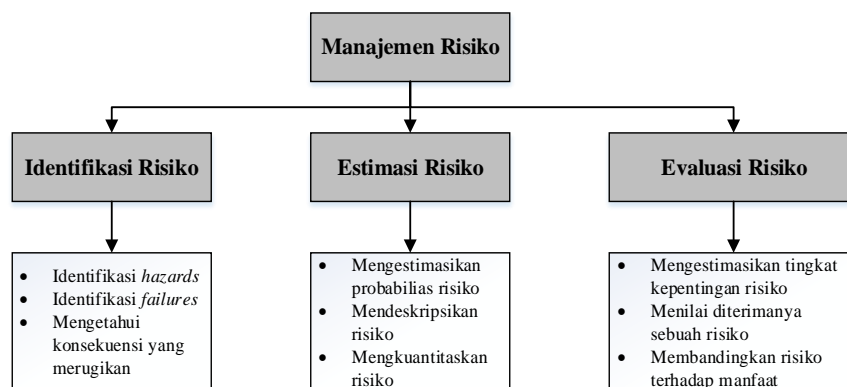 Manajemen Risiko
Identifikasi Risiko
Estimasi Risiko
Evaluasi Risiko
• Identifikasi hazards
• Identifikasi failures
• Mengetahui
konsekuensi yang
merugikan
• Mengestimasikan
probabilias risiko
• Mendeskripsikan
risiko
• Mengkuantitaskan
risiko
• Mengestimasikan tingkat
kepentingan risiko
• Menilai diterimanya
sebuah risiko
• Membandingkan risiko
terhadap manfaat